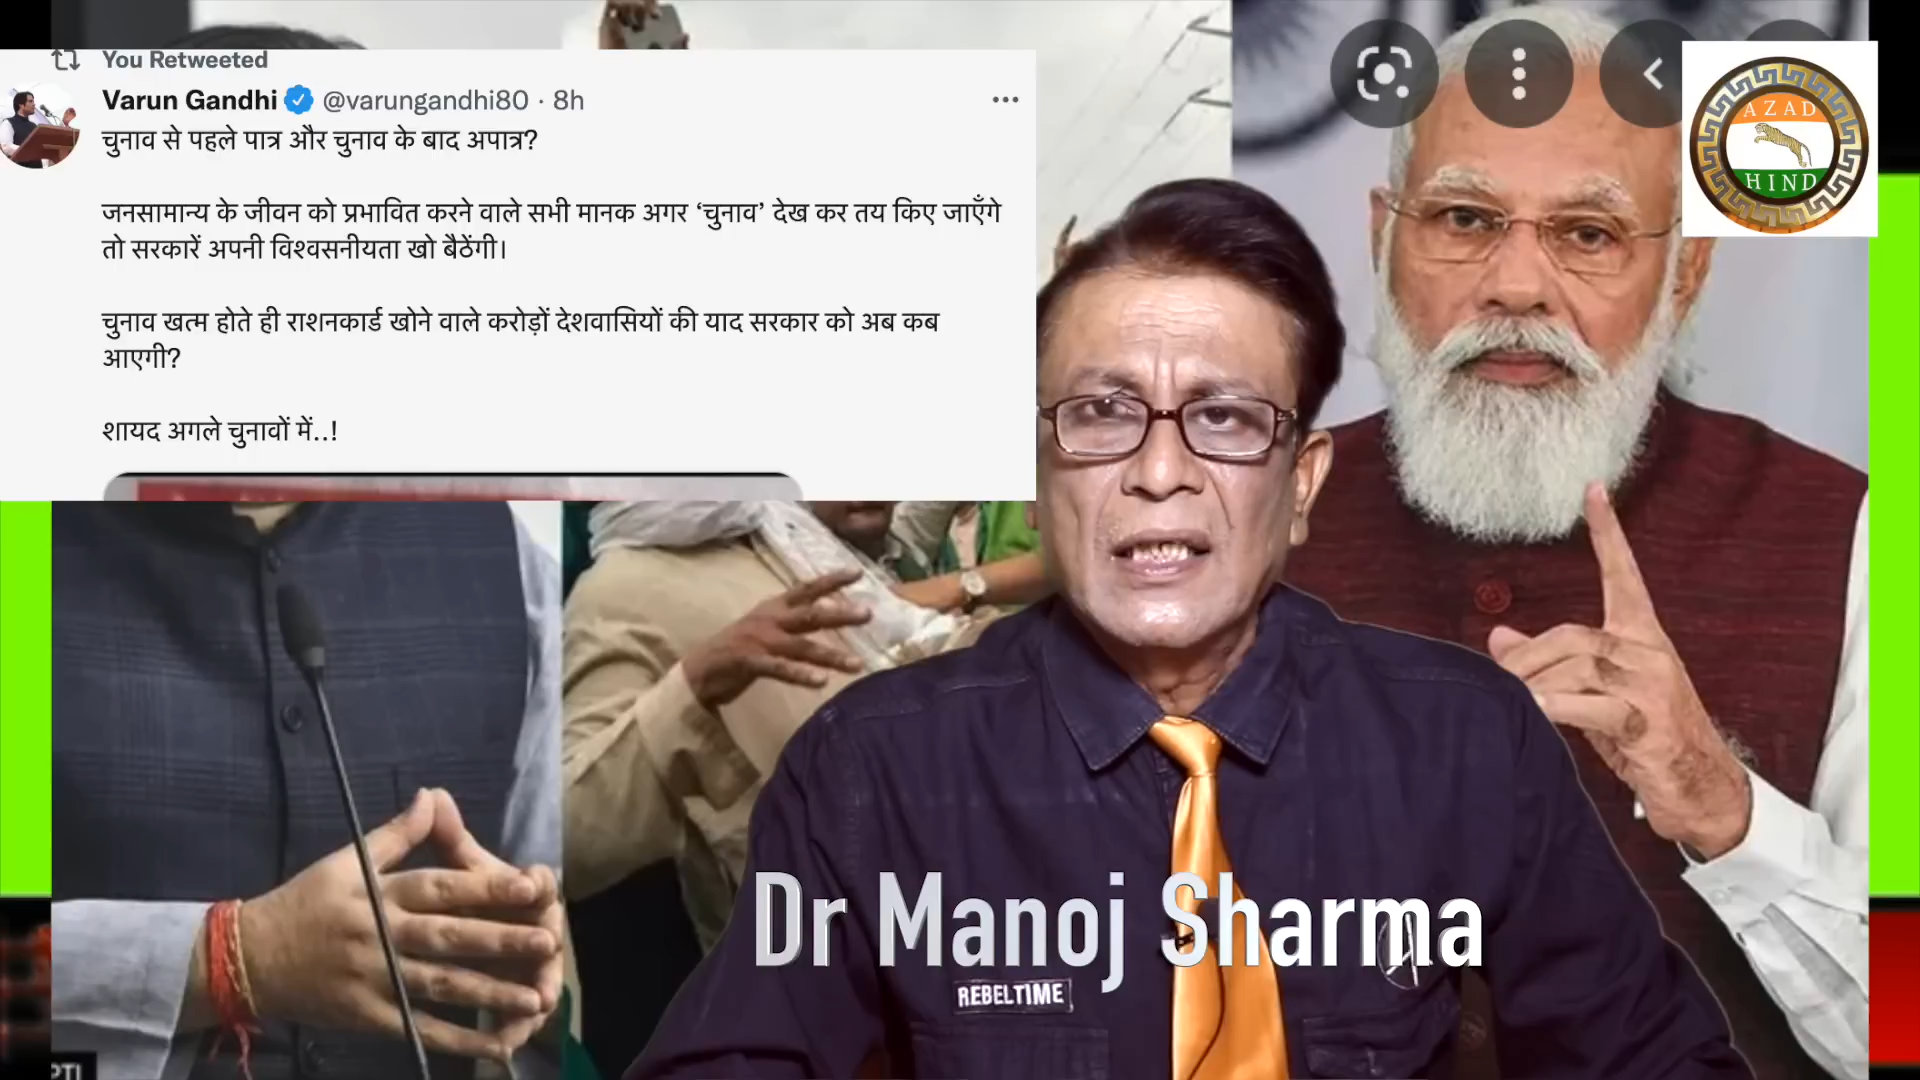 You Retweeted
Varun Gandhi @varungandhi80 · 8h
चुनाव से पहले पात्र और चुनाव के बाद अपात्र?
जनसामान्य के जीवन को प्रभावित करने वाले सभी मानक अगर ‘चुनाव’ देख कर तय किए जाएँगे
तो सरकारें अपनी विश्वसनीयता खो बैठेंगी।
चुनाव खत्म होते ही राशनकार्ड खोने वाले करोड़ों देशवासियों की याद सरकार को अब कब
आएगी?
शायद अगले चुनावों में..!
AZAD
HIND
Dr Manoj Sharma
REBELTIME
PTI